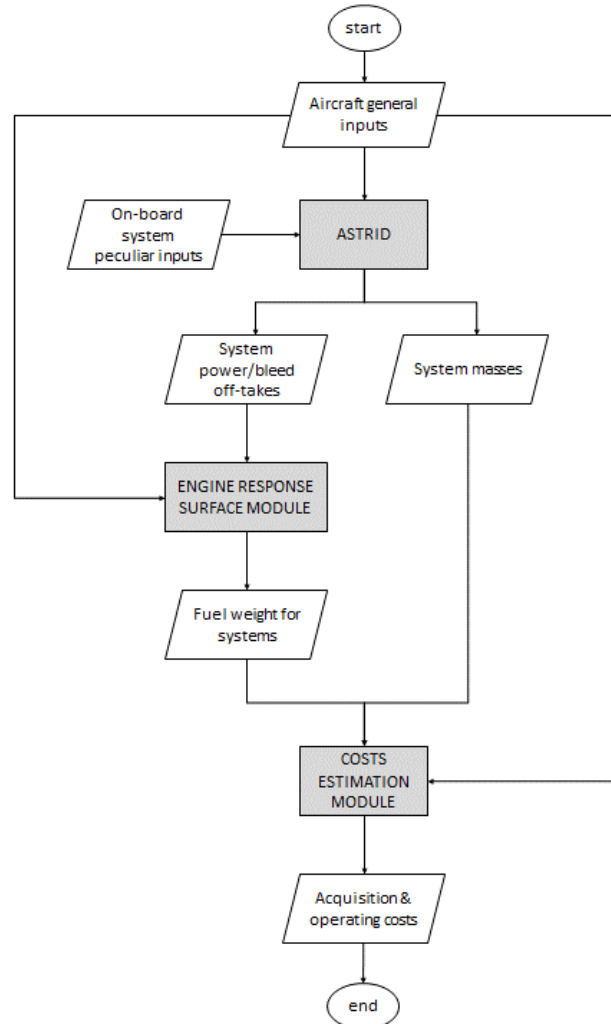 start
Aircraft general
inputs
On-board
system
peculiar inputs
ASTRID
System
power/bleed
off-takes
System masses
ENGINE RESPONSE
SURFACE MODULE
Fuel weight for
systems
COSTS
ESTIMATION
MODULE
Acquisition &
operating costs
end